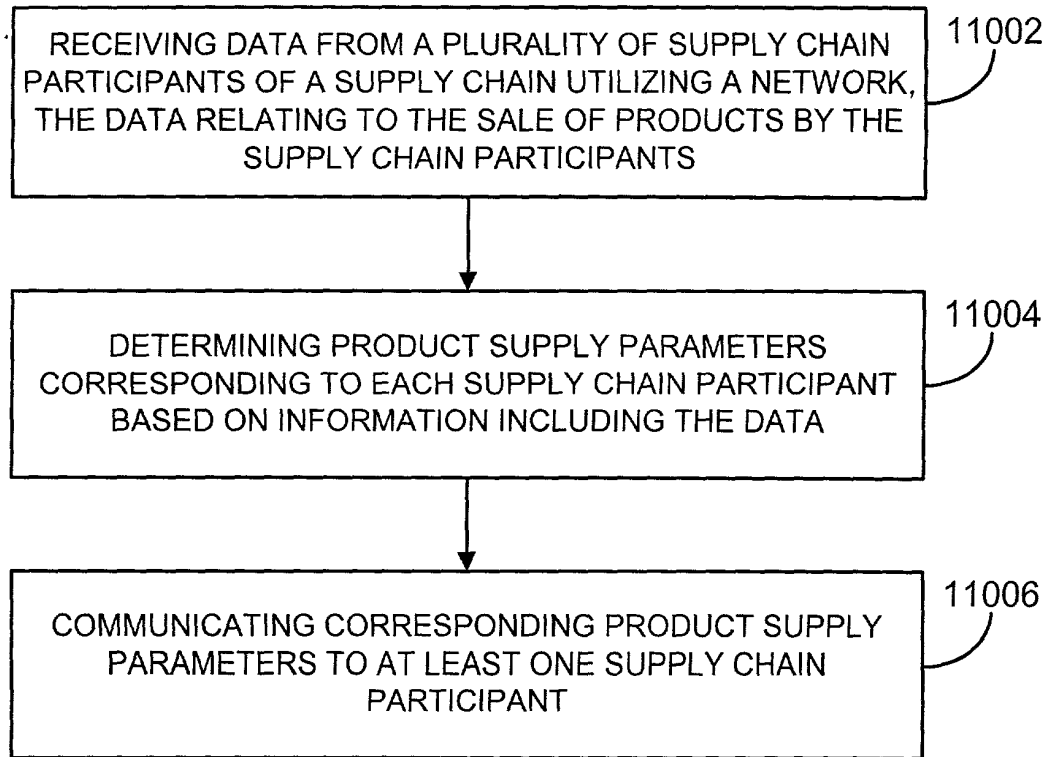 RECEIVING DATA FROM A PLURALITY OF SUPPLY CHAIN
PARTICIPANTS OF A SUPPLY CHAIN UTILIZING A NETWORK,
THE DATA RELATING TO THE SALE OF PRODUCTS BY THE
SUPPLY CHAIN PARTICIPANTS
11002
DETERMINING PRODUCT SUPPLY PARAMETERS
CORRESPONDING TO EACH SUPPLY CHAIN PARTICIPANT
BASED ON INFORMATION INCLUDING THE DATA
11004
COMMUNICATING CORRESPONDING PRODUCT SUPPLY
PARAMETERS TO AT LEAST ONE SUPPLY CHAIN
PARTICIPANT
11006